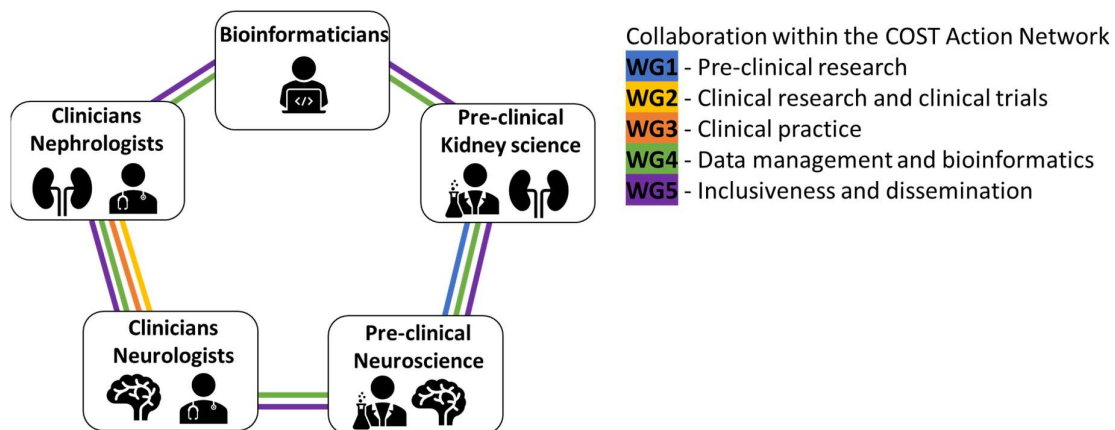 Bioinformaticians
</>
Clinicians
Nephrologists
Pre-clinical
Kidney science
Clinicians
Neurologists
Pre-clinical
Neuroscience
Collaboration within the COST Action Network
WG1 - Pre-clinical research
WG2 - Clinical research and clinical trials
WG3 - Clinical practice
WG4 - Data management and bioinformatics
WG5 - Inclusiveness and dissemination